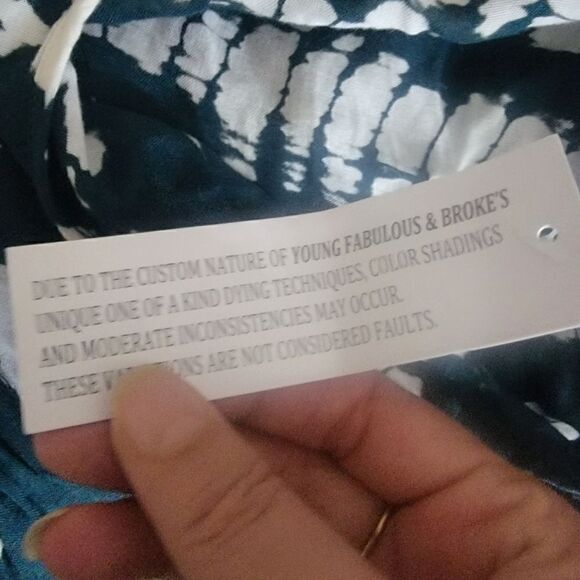 DUE TO THE CUSTOM NATURE OF YOUNG FABULOUS & BROKE'S
UNIQUE ONE OF A KIND DYING TECHNIQUES, COLOR SHADINGS
AND MODERATE INCONSISTENCIES MAY OCCUR.
THESE VARIATIONS ARE NOT CONSIDERED FAULTS.